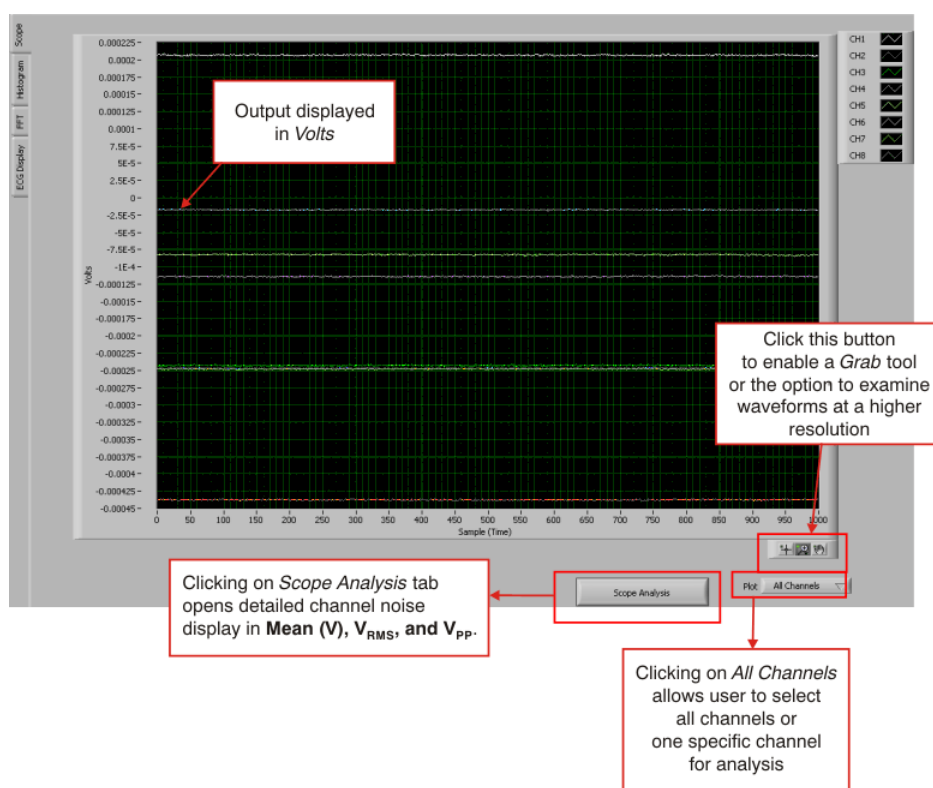 Scope
Histogram
FFT
ECG Display
Volts
0.000225
0.0002
0.000175
0.00015
0.000125
0.0001
7.5E-5
5E-5
2.5E-5
0
-2.5E-5
-5E-5
-7.5E-5
-1E-4
-0.000125
-0.00015
-0.000175
-0.0002
-0.000225
-0.00025
-0.000275
-0.0003
-0.000325
-0.00035
-0.000375
-0.0004
-0.000425
-0.00045
0 50 100 150 200 250 300 350 400 450 500 550 600 650 700 750 800 850 900 950 1000
Sample (Time)
CH1
CH2
CH3
CH4
CH5
CH6
CH7
CH8
Output displayed
in Volts
Click this button
to enable a Grab tool
or the option to examine
waveforms at a higher
resolution
Clicking on Scope Analysis tab
opens detailed channel noise
display in Mean (V), VRMS, and VPP.
Scope Analysis
Plot All Channels
Clicking on All Channels
allows user to select
all channels or
one specific channel
for analysis